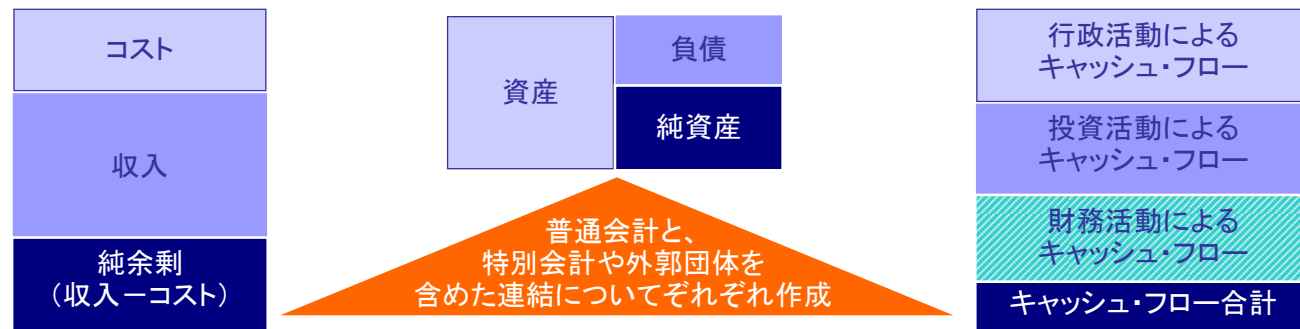 コスト
収入
純余剰
（収入－コスト）
資産
負債
純資産
普通会計と、
特別会計や外郭団体を
含めた連結についてぞれぞれ作成
行政活動による
キャッシュ・フロー
投資活動による
キャッシュ・フロー
財務活動による
キャッシュ・フロー
キャッシュ・フロー合計